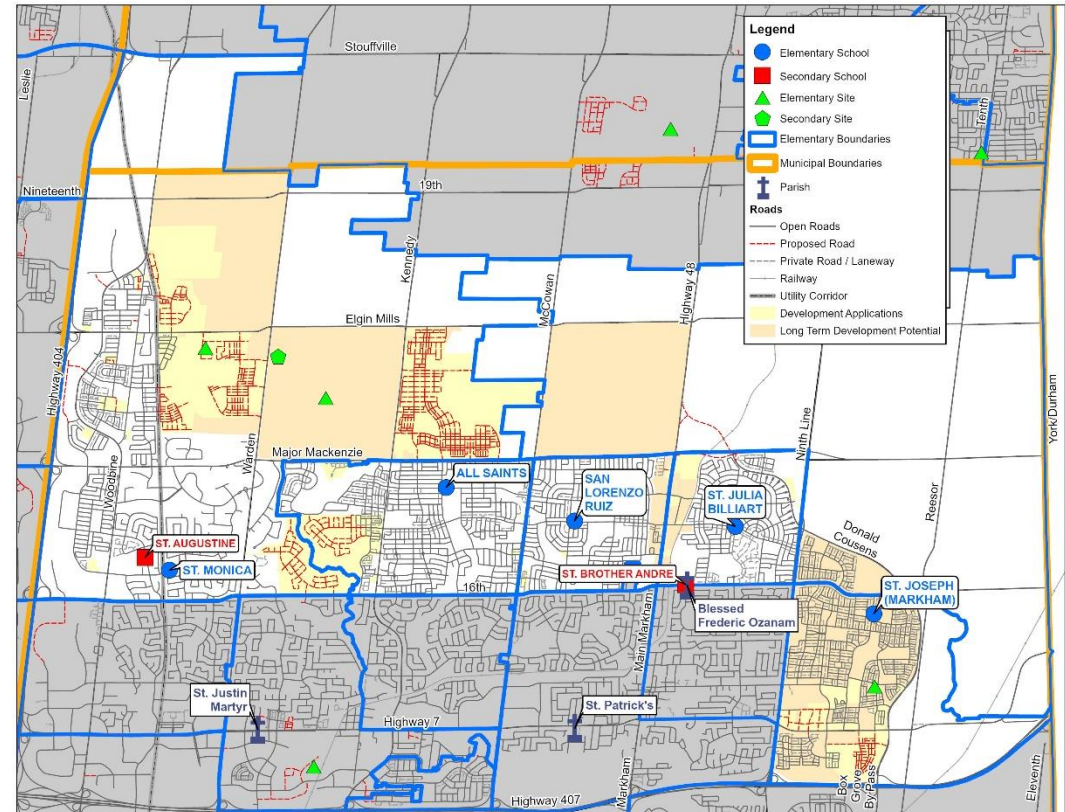 Legend
Elementary School
Secondary School
Elementary Site
Secondary Site
Elementary Boundaries
Municipal Boundaries
Parish
Roads
Open Roads
Proposed Road
Private Road / Laneway
Railway
Utility Corridor
Development Applications
Long Term Development Potential
Stouffville
Leslie
Tenth
Nineteenth
19th
Kennedy
McCowan
Highway 48
Elgin Mills
Highway 404
York/Durham
Woodbine
Warden
Major Mackenzie
Ninth Line
Reesor
ALL SAINTS
SAN
LORENZO
RUIZ
ST. JULIA
BILLIART
Donald
Cousens
ST. AUGUSTINE
ST. MONICA
16th
ST. BROTHER ANDRE
Blessed
Frederic Ozanam
ST. JOSEPH
(MARKHAM)
Main Markham
St. Justin
Martyr
St. Patrick's
Highway 7
Markham
Highway 407
Box
Grove
By Pass
Eleventh